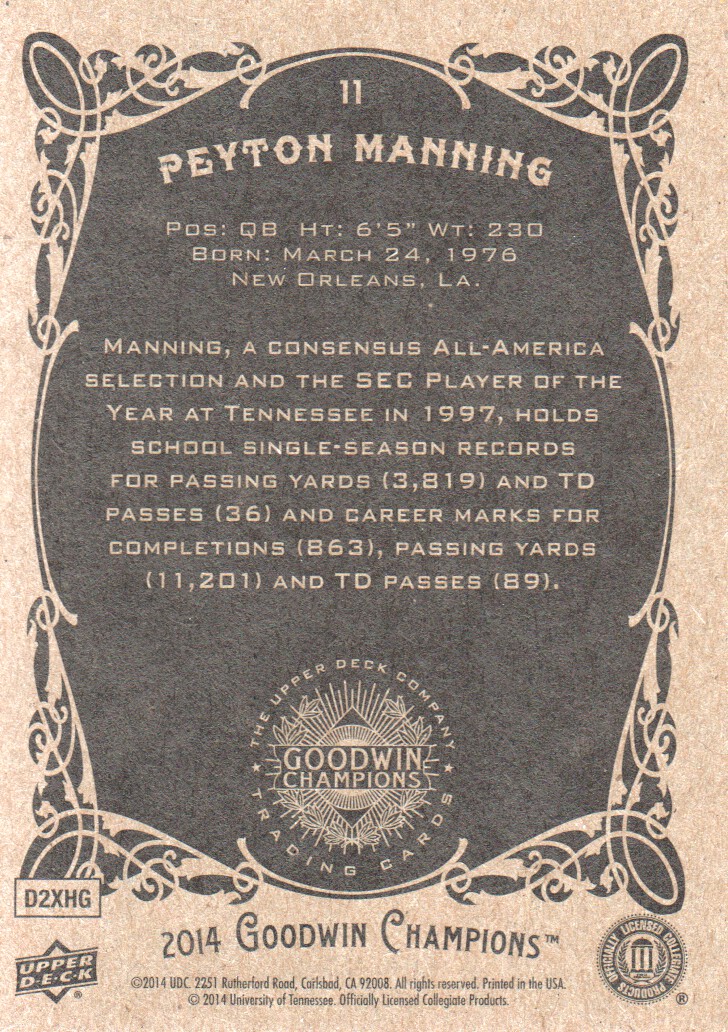 11
PEYTON MANNING
POS: QB HT: 6'5" WT: 230
BORN: MARCH 24, 1976
NEW ORLEANS, LA.
MANNING, A CONSENSUS ALL-AMERICA
SELECTION AND THE SEC PLAYER OF THE
YEAR AT TENNESSEE IN 1997, HOLDS
SCHOOL SINGLE-SEASON RECORDS
FOR PASSING YARDS (3,819) AND TD
PASSES (36) AND CAREER MARKS FOR
COMPLETIONS (863), PASSING YARDS
(11,201) AND TD PASSES (89).
THE UPPER DECK COMPANY
GOODWIN
CHAMPIONS
★ TRADING CARDS ★
D2XHG
2014 GOODWIN CHAMPIONS™
UPPER
D·E·C·K
®
©2014 UDC. 2251 Rutherford Road, Carlsbad, CA 92008. All rights reserved. Printed in the USA.
© 2014 University of Tennessee. Officially Licensed Collegiate Products.
OFFICIALLY LICENSED COLLEGIATE PRODUCTS
®